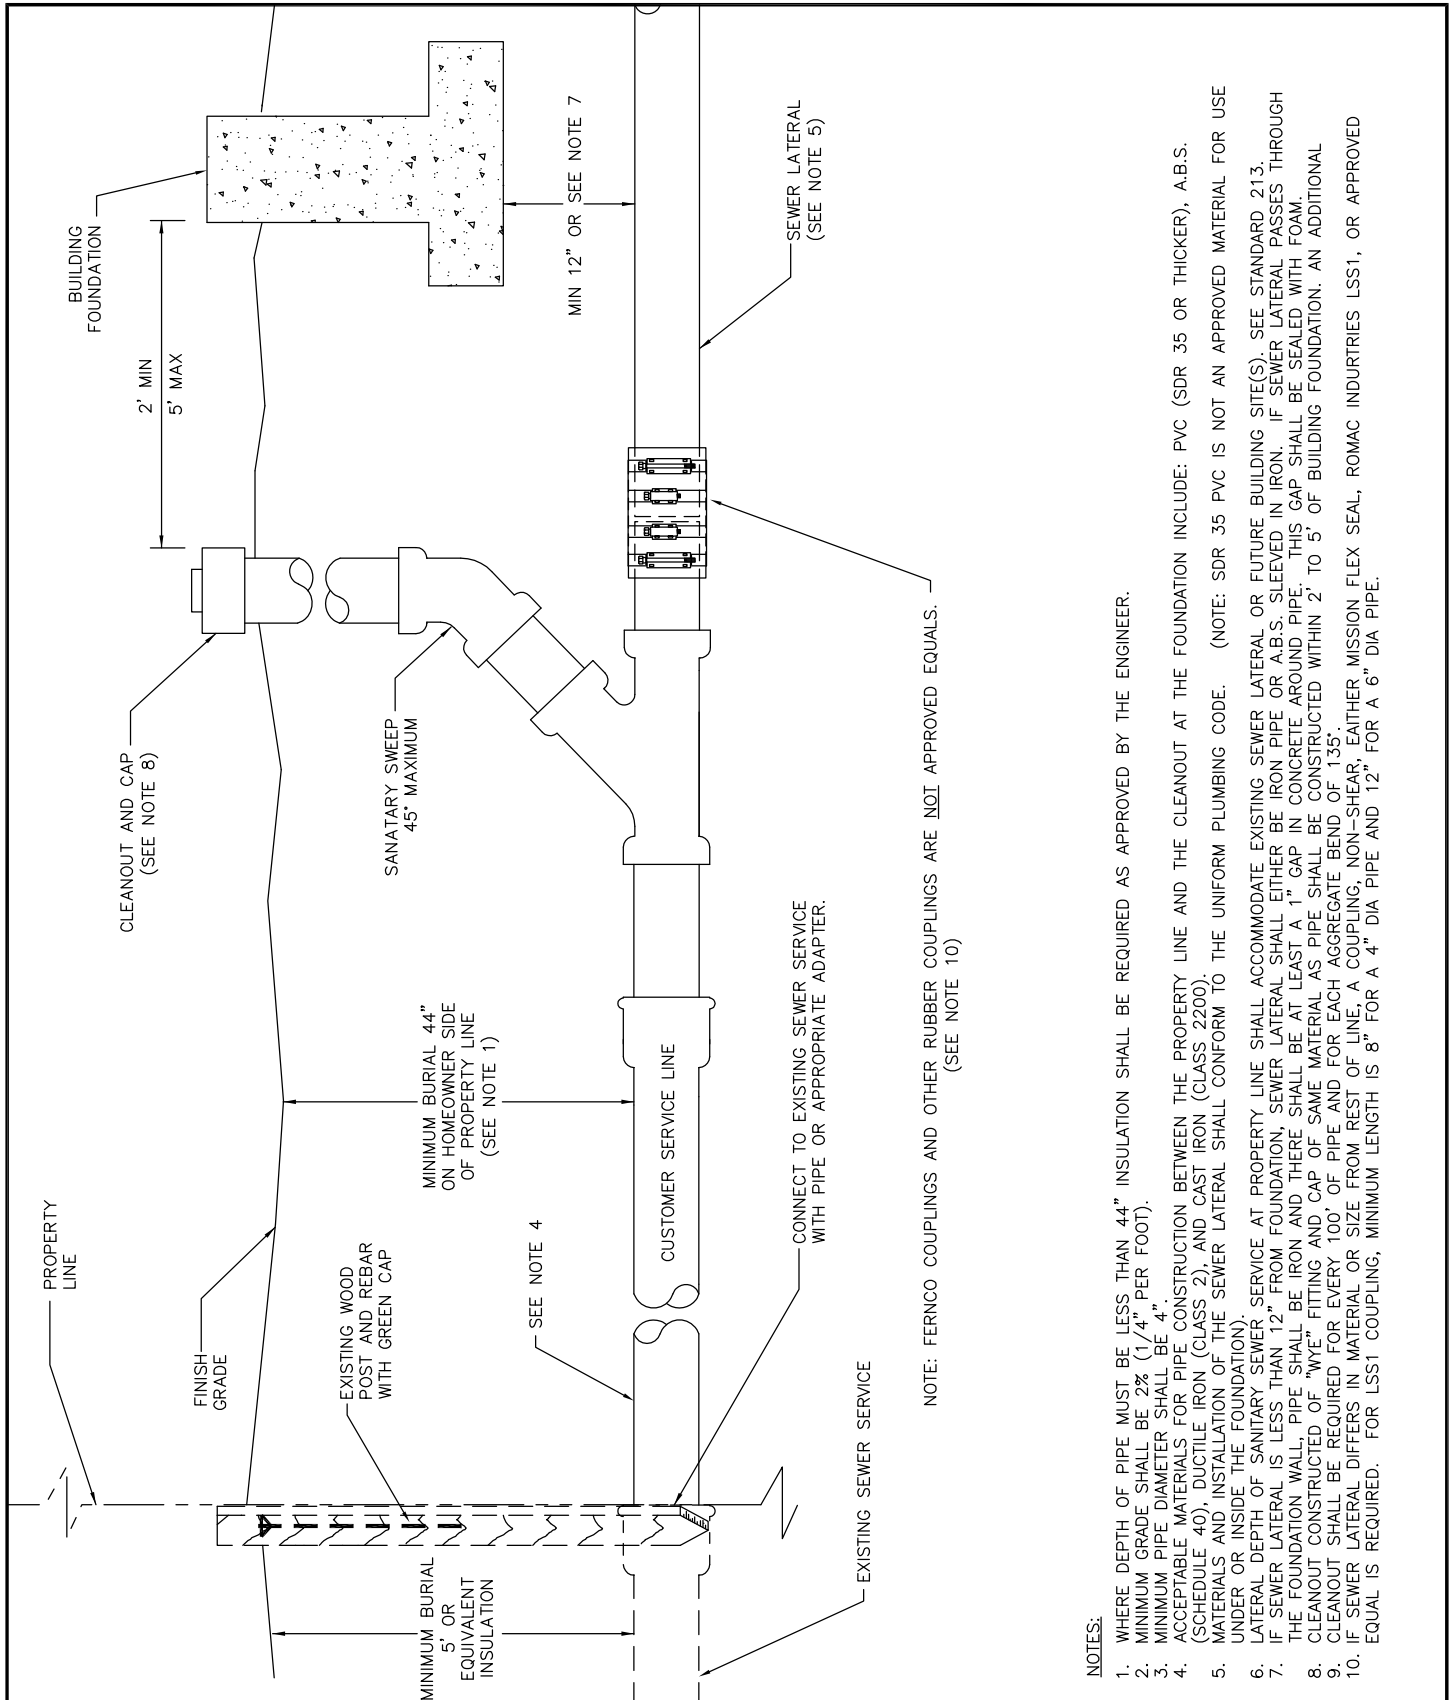 PROPERTY
LINE
FINISH
GRADE
EXISTING WOOD
POST AND REBAR
WITH GREEN CAP
MINIMUM BURIAL
5' OR
EQUIVALENT
INSULATION
MINIMUM BURIAL 44"
ON HOMEOWNER SIDE
OF PROPERTY LINE
(SEE NOTE 1)
CLEANOUT AND CAP
(SEE NOTE 8)
SANATARY SWEEP
45° MAXIMUM
2' MIN
5' MAX
BUILDING
FOUNDATION
MIN 12" OR SEE NOTE 7
SEWER LATERAL
(SEE NOTE 5)
SEE NOTE 4
CUSTOMER SERVICE LINE
CONNECT TO EXISTING SEWER SERVICE
WITH PIPE OR APPROPRIATE ADAPTER.
EXISTING SEWER SERVICE
NOTE: FERNCO COUPLINGS AND OTHER RUBBER COUPLINGS ARE NOT APPROVED EQUALS.
(SEE NOTE 10)
NOTES:
1. WHERE DEPTH OF PIPE MUST BE LESS THAN 44" INSULATION SHALL BE REQUIRED AS APPROVED BY THE ENGINEER.
2. MINIMUM GRADE SHALL BE 2% (1/4" PER FOOT).
3. MINIMUM PIPE DIAMETER SHALL BE 4".
4. ACCEPTABLE MATERIALS FOR PIPE CONSTRUCTION BETWEEN THE PROPERTY LINE AND THE CLEANOUT AT THE FOUNDATION INCLUDE: PVC (SDR 35 OR THICKER), A.B.S.
(SCHEDULE 40), DUCTILE IRON (CLASS 2), AND CAST IRON (CLASS 2200).
5. MATERIALS AND INSTALLATION OF THE SEWER LATERAL SHALL CONFORM TO THE UNIFORM PLUMBING CODE. (NOTE: SDR 35 PVC IS NOT AN APPROVED MATERIAL FOR USE
UNDER OR INSIDE THE FOUNDATION).
6. LATERAL DEPTH OF SANITARY SEWER SERVICE AT PROPERTY LINE SHALL ACCOMMODATE EXISTING SEWER LATERAL OR FUTURE BUILDING SITE(S). SEE STANDARD 213.
7. IF SEWER LATERAL IS LESS THAN 12" FROM FOUNDATION, SEWER LATERAL SHALL EITHER BE IRON PIPE OR A.B.S. SLEEVED IN IRON. IF SEWER LATERAL PASSES THROUGH
THE FOUNDATION WALL, PIPE SHALL BE IRON AND THERE SHALL BE AT LEAST A 1" GAP IN CONCRETE AROUND PIPE. THIS GAP SHALL BE SEALED WITH FOAM.
8. CLEANOUT CONSTRUCTED OF "WYE" FITTING AND CAP OF SAME MATERIAL AS PIPE SHALL BE CONSTRUCTED WITHIN 2' TO 5' OF BUILDING FOUNDATION. AN ADDITIONAL
9. CLEANOUT SHALL BE REQUIRED FOR EVERY 100' OF PIPE AND FOR EACH AGGREGATE BEND OF 135°.
10. IF SEWER LATERAL DIFFERS IN MATERIAL OR SIZE FROM REST OF LINE, A COUPLING, NON-SHEAR, EAITHER MISSION FLEX SEAL, ROMAC INDURTRIES LSS1, OR APPROVED
EQUAL IS REQUIRED. FOR LSS1 COUPLING, MINIMUM LENGTH IS 8" FOR A 4" DIA PIPE AND 12" FOR A 6" DIA PIPE.